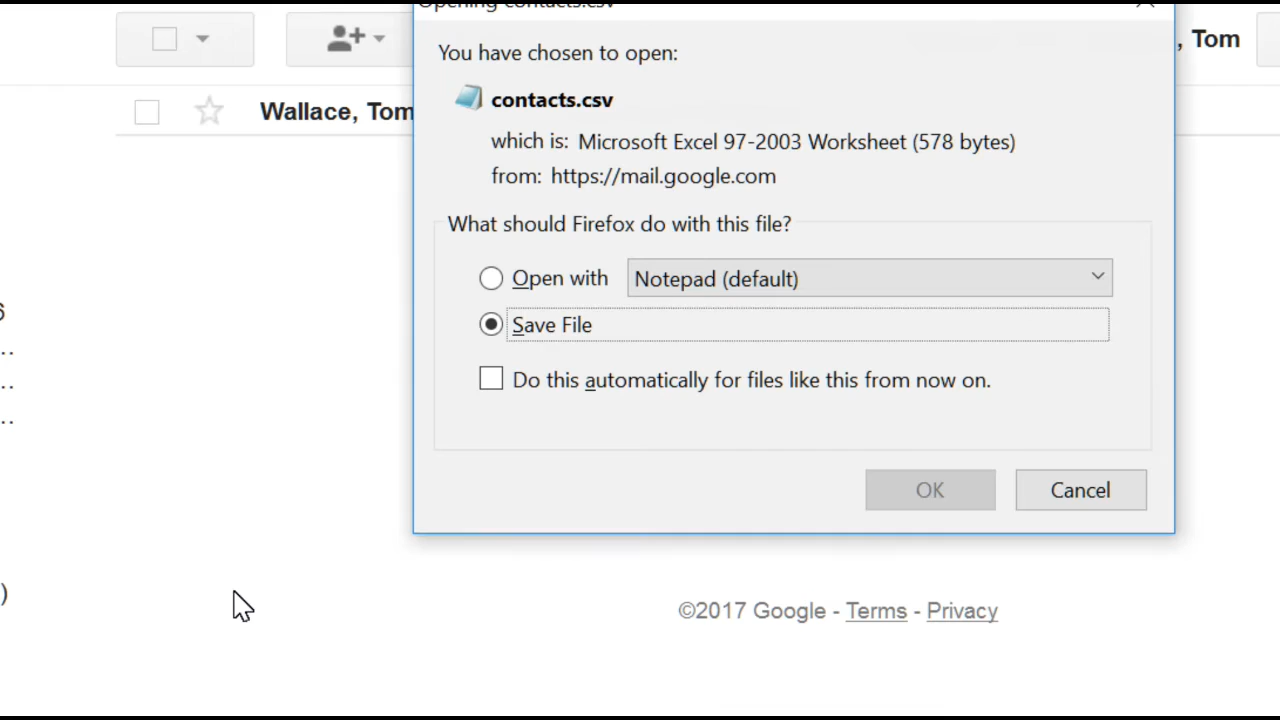 Opening contacts.csv
, Tom
Wallace, Tom
You have chosen to open:
contacts.csv
which is: Microsoft Excel 97-2003 Worksheet (578 bytes)
from: https://mail.google.com
What should Firefox do with this file?
Open with Notepad (default)
Save File
Do this automatically for files like this from now on.
OK Cancel
©2017 Google - Terms - Privacy